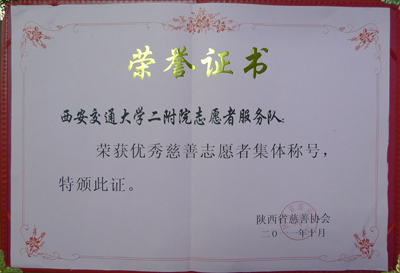 荣誉证书
西安交通大学二附院志愿者服务队:
荣获优秀慈善志愿者集体称号,
特颁此证。
陕西省慈善协会
二〇一一年十月